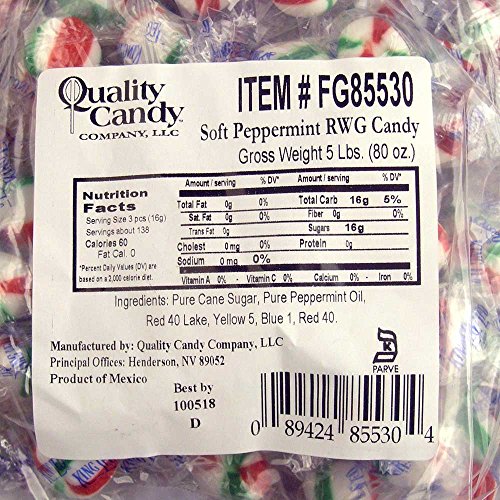 Quality
Candy
COMPANY, LLC
ITEM # FG85530
Soft Peppermint RWG Candy
Gross Weight 5 Lbs. (80 oz.)
Nutrition
Facts
Serving Size 3 pcs (16g)
Servings about 138
Calories 60
Fat Cal. 0
*Percent Daily Values (DV) are
based on a 2,000 calorie diet.
Amount / serving % DV* Amount / serving % DV*
Total Fat 0g 0% Total Carb 16g 5%
Sat. Fat 0g 0% Fiber 0g 0%
Trans Fat 0g Sugars 16g
Cholest 0 mg 0% Protein 0g
Sodium 0 mg 0%
Vitamin A 0% · Vitamin C 0% · Calcium 0% · Iron 0%
Ingredients: Pure Cane Sugar, Pure Peppermint Oil,
Red 40 Lake, Yellow 5, Blue 1, Red 40.
Manufactured by: Quality Candy Company, LLC
Principal Offices: Henderson, NV 89052
Product of Mexico
Best by
100518
D
K
PARVE
0 89424 85530 4